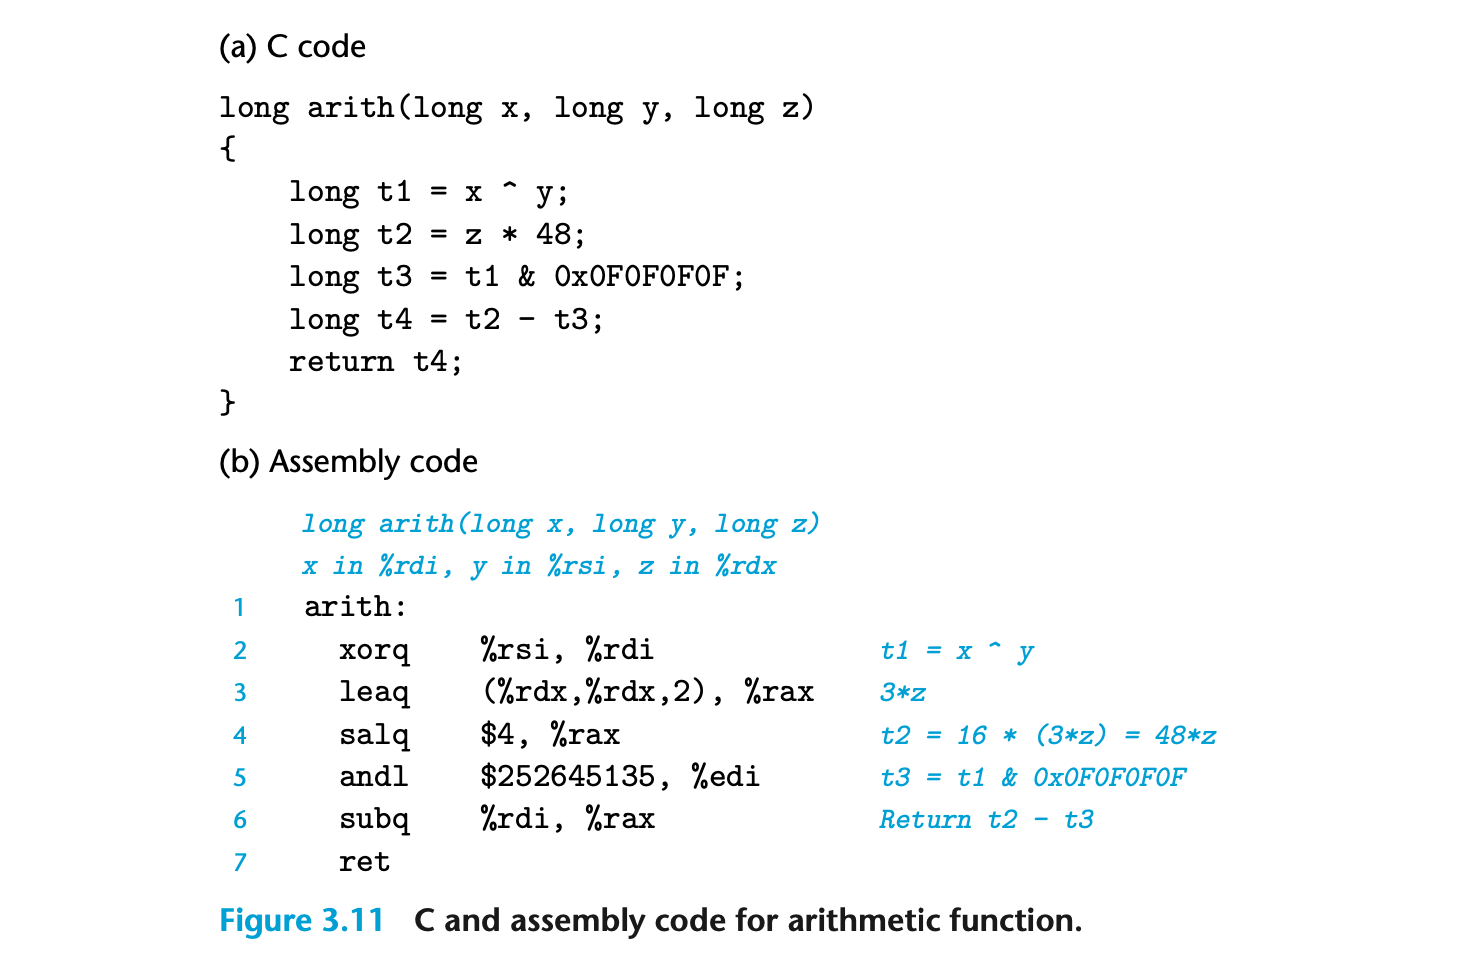 (a) C code
long arith(long x, long y, long z)
{
    long t1 = x ^ y;
    long t2 = z * 48;
    long t3 = t1 & 0x0F0F0F0F;
    long t4 = t2 - t3;
    return t4;
}
(b) Assembly code
long arith(long x, long y, long z)
x in %rdi, y in %rsi, z in %rdx
1 arith:
2 xorq %rsi, %rdi t1 = x ^ y
3 leaq (%rdx,%rdx,2), %rax 3*z
4 salq $4, %rax t2 = 16 * (3*z) = 48*z
5 andl $252645135, %edi t3 = t1 & 0x0F0F0F0F
6 subq %rdi, %rax Return t2 - t3
7 ret
Figure 3.11 C and assembly code for arithmetic function.